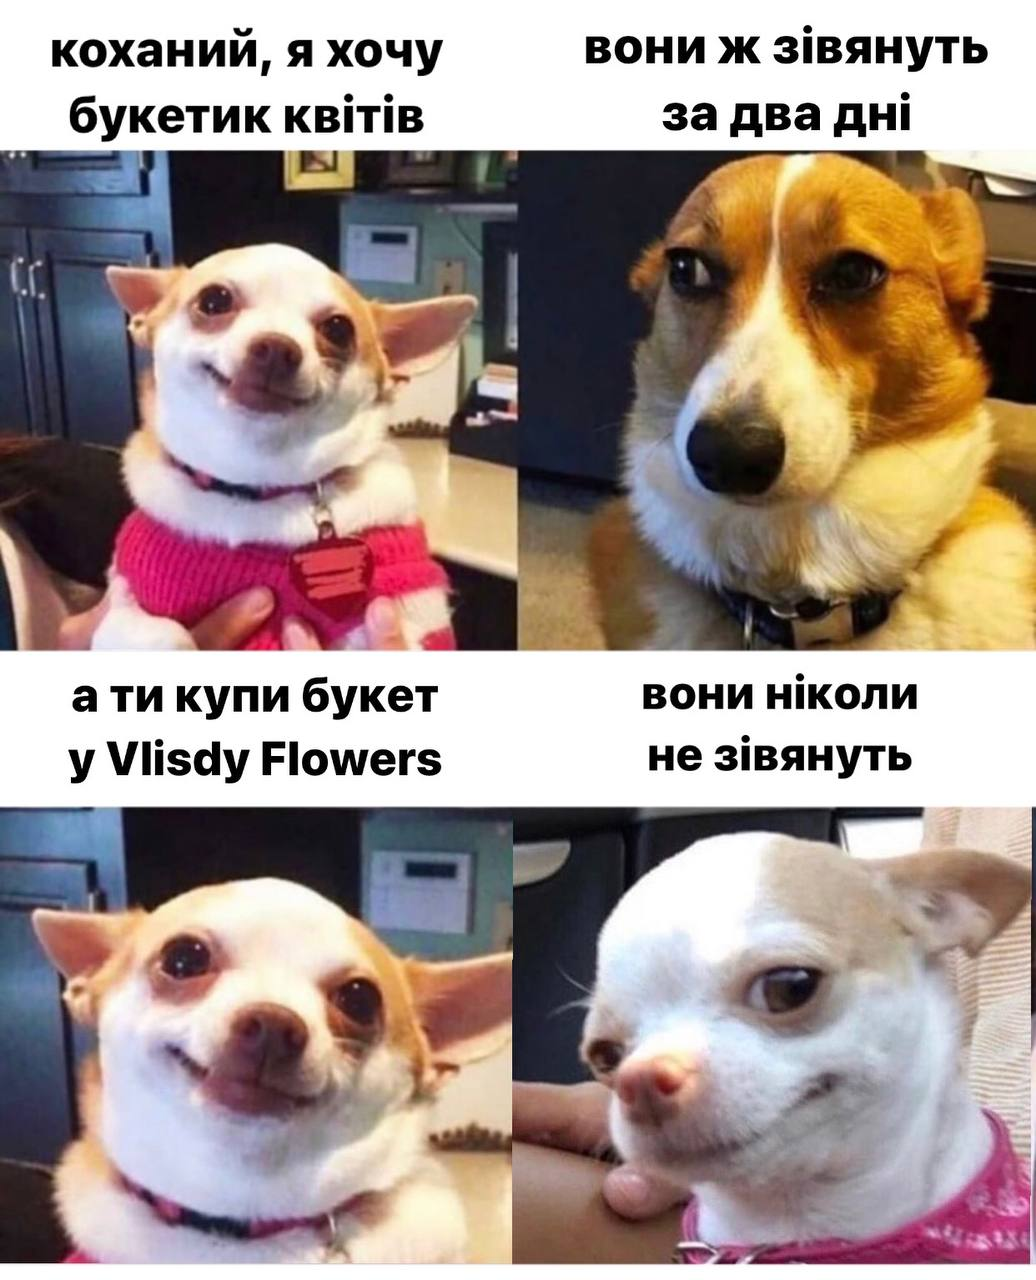 коханий, я хочу
букетик квітів
вони ж зівянуть
за два дні
а ти купи букет
у Vlisdy Flowers
вони ніколи
не зівянуть